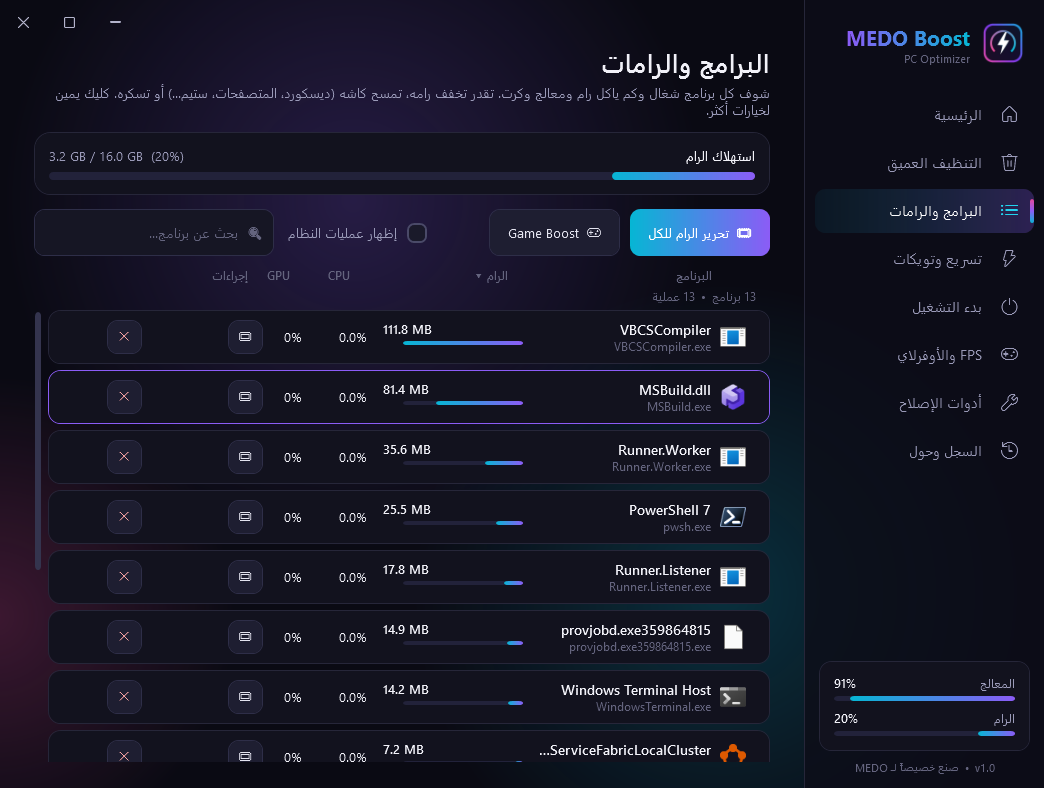 MEDO Boost
PC Optimizer
الرئيسية
التنظيف العميق
البرامج والرامات
تسريع وتويكات
بدء التشغيل
FPS والأوفرلاي
أدوات الإصلاح
السجل وحول
المعالج 91%
الرام 20%
v1.0 • صنع خصيصاً لـ MEDO
البرامج والرامات
شوف كل برنامج شغال وكم ياكل رام ومعالج وكرت. تقدر تخفف رامه، تمسح كاشه (ديسكورد، المتصفحات، ستيم...) أو تسكره. كليك يمين
لخيارات أكثر.
استهلاك الرام 3.2 GB / 16.0 GB (20%)
تحرير الرام للكل Game Boost إظهار عمليات النظام بحث عن برنامج...
البرنامج الرام ▾ CPU GPU إجراءات
13 برنامج • 13 عملية
VBCSCompiler 111.8 MB 0.0% 0%
VBCSCompiler.exe
MSBuild.dll 81.4 MB 0.0% 0%
MSBuild.exe
Runner.Worker 35.6 MB 0.0% 0%
Runner.Worker.exe
PowerShell 7 25.5 MB 0.0% 0%
pwsh.exe
Runner.Listener 17.8 MB 0.0% 0%
Runner.Listener.exe
provjobd.exe359864815 14.9 MB 0.0% 0%
provjobd.exe359864815.exe
Windows Terminal Host 14.2 MB 0.0% 0%
WindowsTerminal.exe
...ServiceFabricLocalCluster 7.2 MB 0.0% 0%